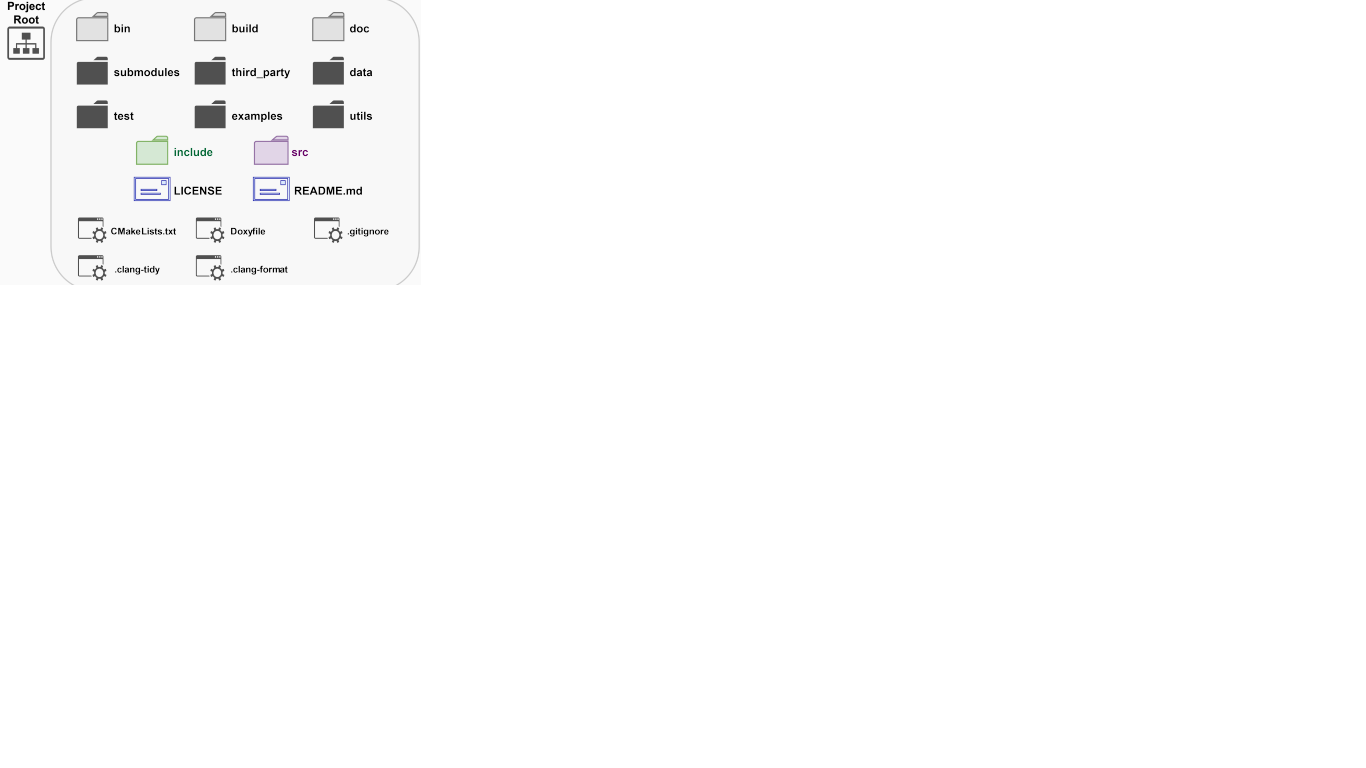 Project
Root
bin
build
doc
submodules
third_party
data
test
examples
utils
include
src
LICENSE
README.md
CMakeLists.txt
Doxyfile
.gitignore
.clang-tidy
.clang-format